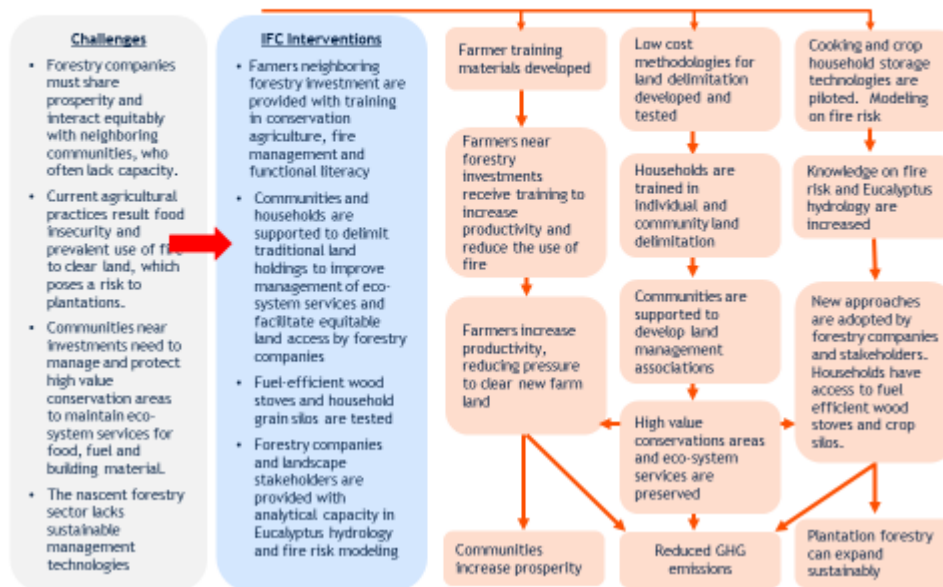 Challenges
• Forestry companies
must share
prosperity and
interact equitably
with neighboring
communities, who
often lack capacity.
• Current agricultural
practices result food
insecurity and
prevalent use of fire
to clear land, which
poses a risk to
plantations.
• Communities near
investments need to
manage and protect
high value
conservation areas
to maintain eco-
system services for
food, fuel and
building material.
• The nascent forestry
sector lacks
sustainable
management
technologies
IFC Interventions
• Famers neighboring
forestry investment are
provided with training
in conservation
agriculture, fire
management and
functional literacy
• Communities and
households are
supported to delimit
traditional land
holdings to improve
management of eco-
system services and
facilitate equitable
land access by forestry
companies
• Fuel-efficient wood
stoves and household
grain silos are tested
• Forestry companies
and landscape
stakeholders are
provided with
analytical capacity in
Eucalyptus hydrology
and fire risk modeling
Farmer training
materials developed
Farmers near
forestry
investments
receive training to
increase
productivity and
reduce the use of
fire
Farmers increase
productivity,
reducing pressure
to clear new farm
land
Communities
increase prosperity
Low cost
methodologies for
land delimitation
developed and
tested
Households are
trained in
individual and
community land
delimitation
Communities are
supported to
develop land
management
associations
High value
conservations areas
and eco-system
services are
preserved
Reduced GHG
emissions
Cooking and crop
household storage
technologies are
piloted. Modeling
on fire risk
Knowledge on fire
risk and Eucalyptus
hydrology are
increased
New approaches
are adopted by
forestry companies
and stakeholders.
Households have
access to fuel
efficient wood
stoves and crop
silos.
Plantation forestry
can expand
sustainably